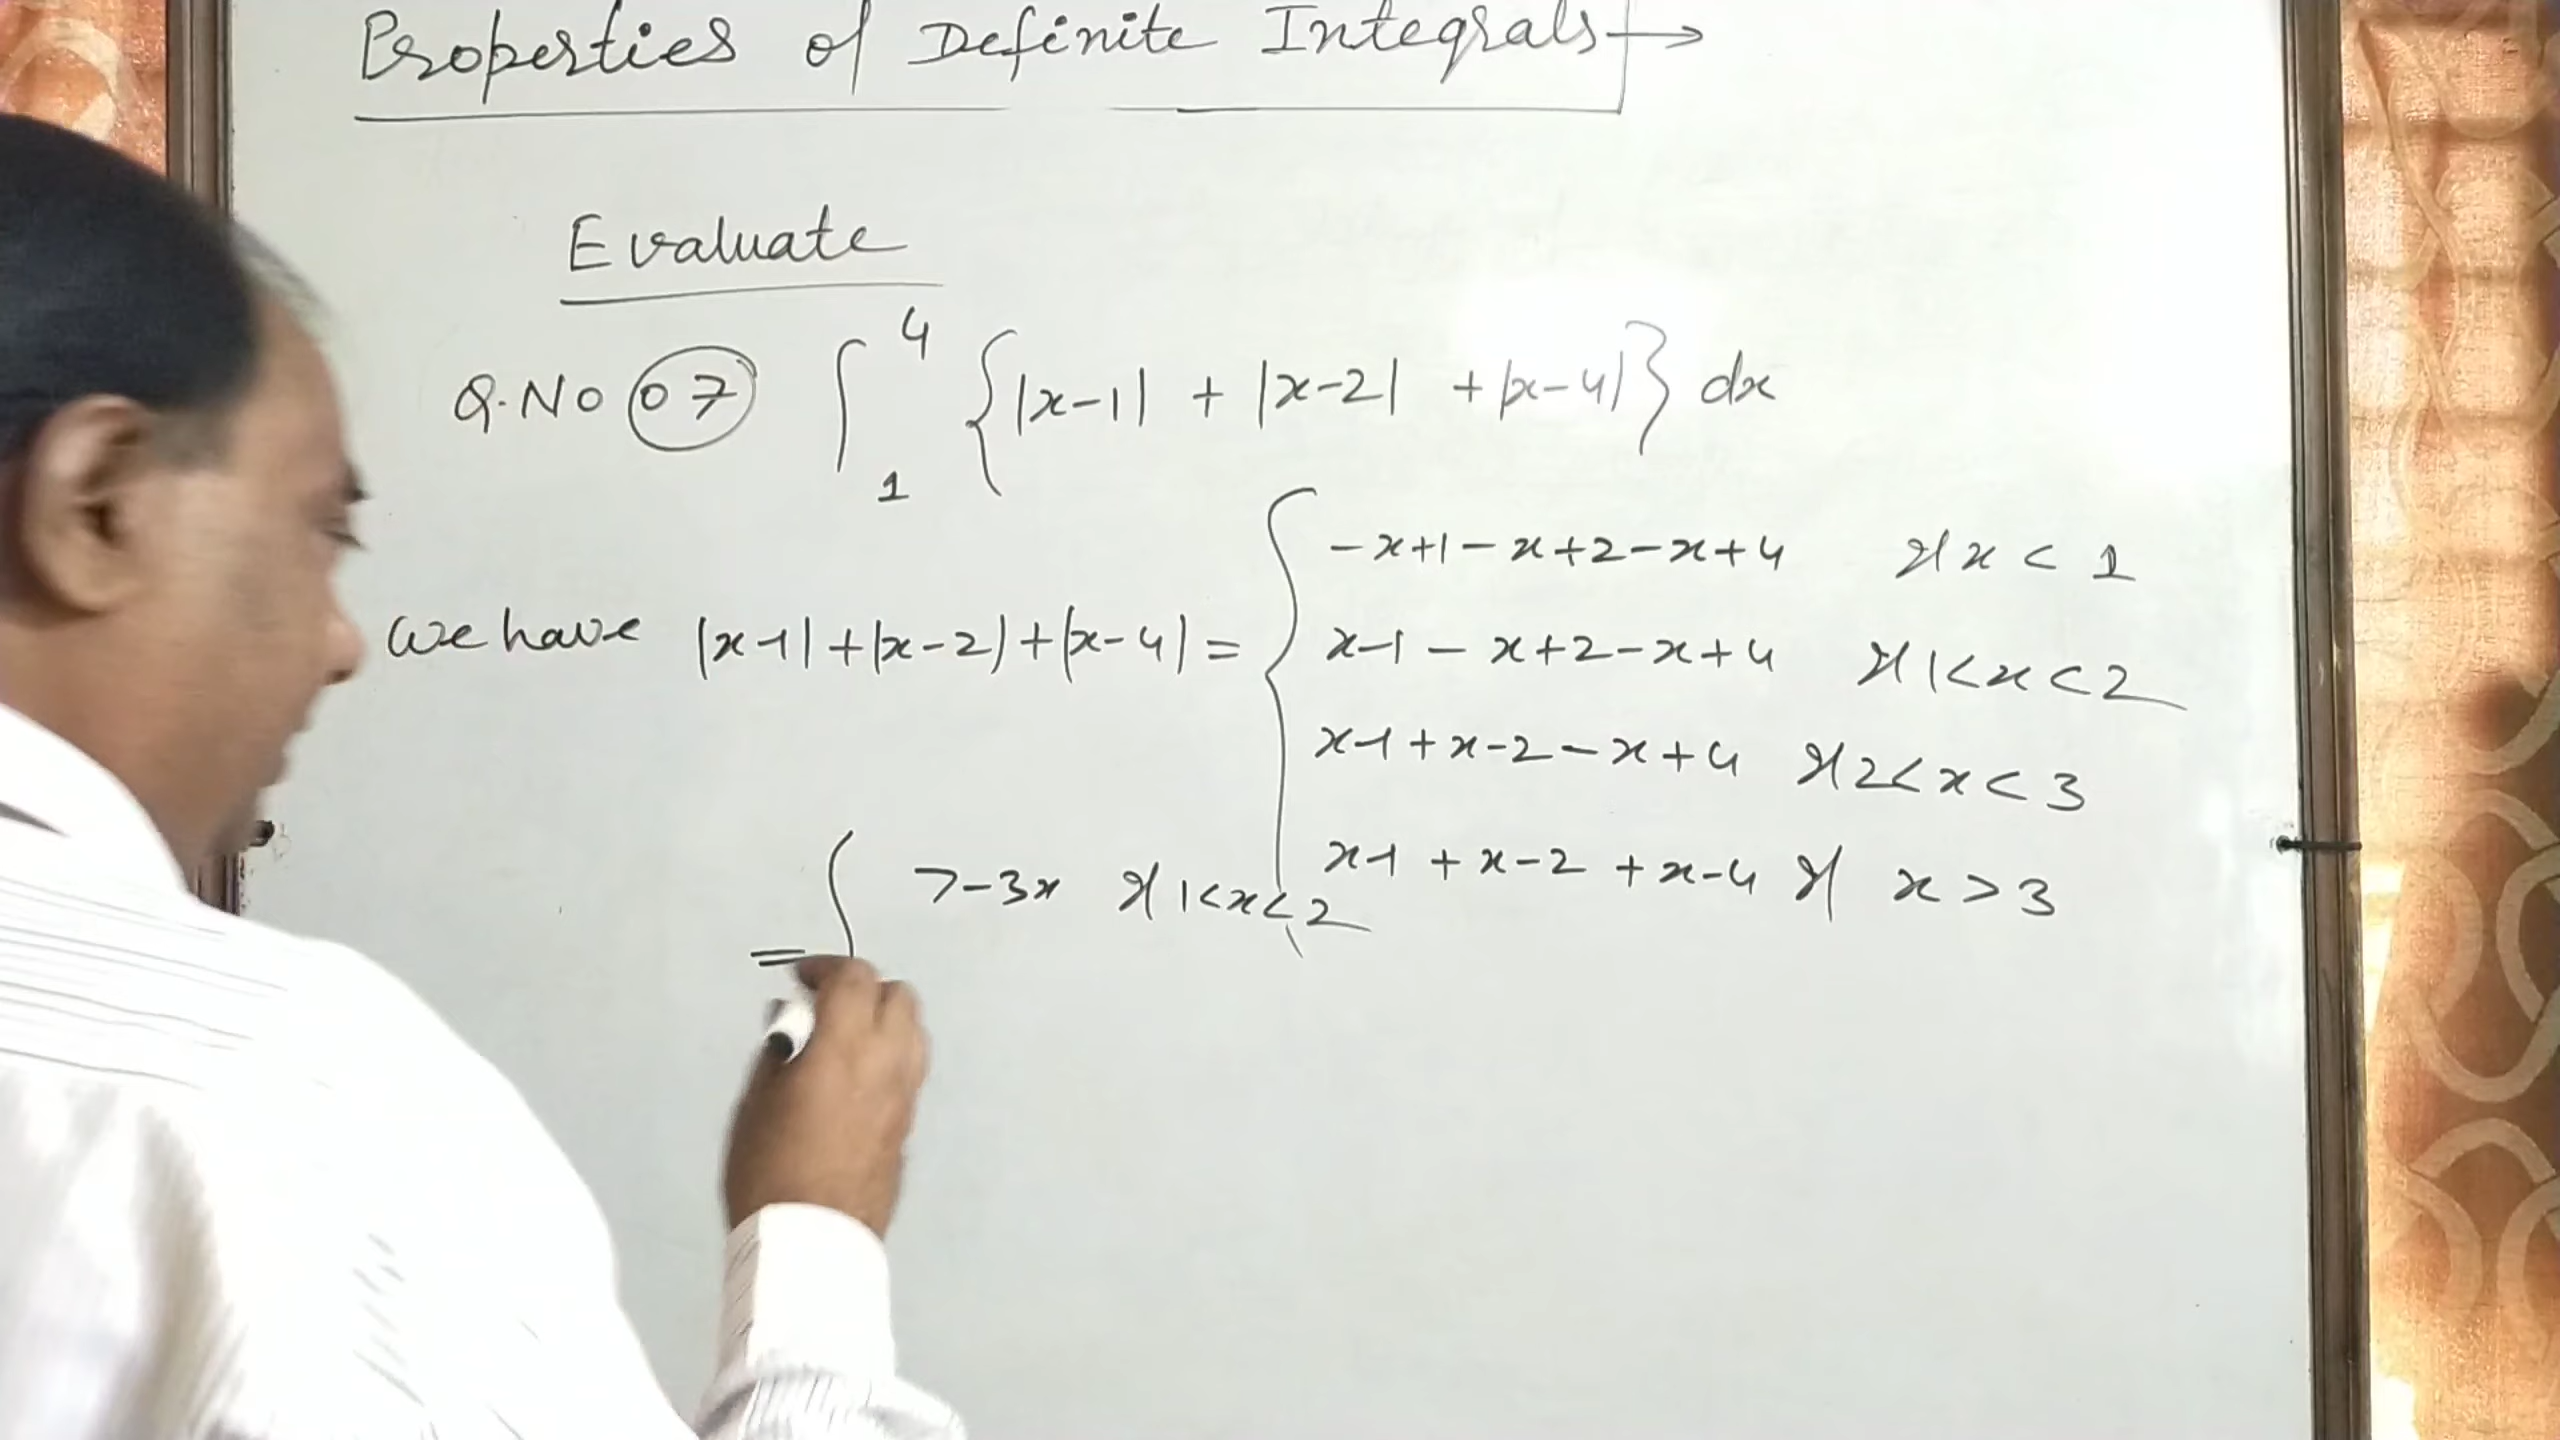 Properties of Definite Integrals →
Evaluate
Q.No 07 ∫₁⁴ {|x-1| + |x-2| + |x-4|} dx
-x+1-x+2-x+4 if x < 1
We have |x-1|+|x-2|+|x-4| = { x-1-x+2-x+4 if 1<x<2
x-1+x-2-x+4 if 2<x<3
x-1+x-2+x-4 if x>3
= { 7-3x if 1<x<2